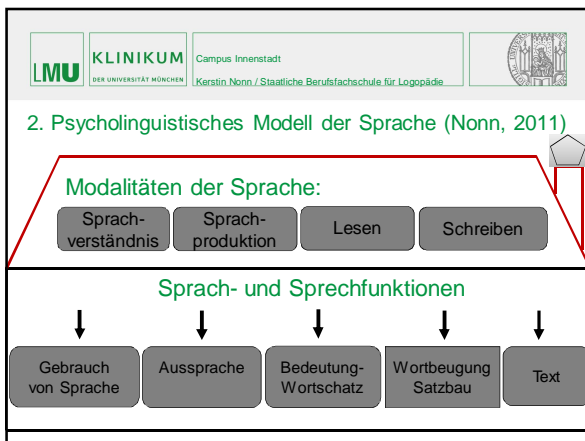 LMU
KLINIKUM
DER UNIVERSITÄT MÜNCHEN
Campus Innenstadt
Kerstin Nonn / Staatliche Berufsfachschule für Logopädie
2. Psycholinguistisches Modell der Sprache (Nonn, 2011)
Modalitäten der Sprache:
Sprach-
verständnis
Sprach-
produktion
Lesen
Schreiben
Sprach- und Sprechfunktionen
Gebrauch
von Sprache
Aussprache
Bedeutung-
Wortschatz
Wortbeugung
Satzbau
Text